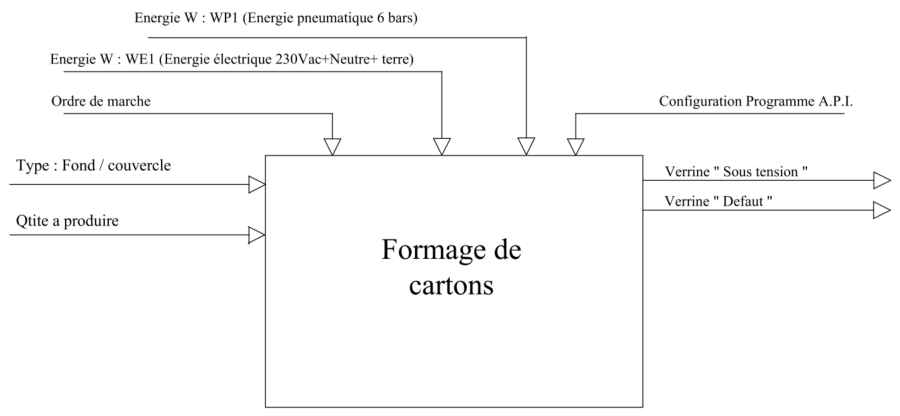 Energie W : WP1 (Energie pneumatique 6 bars)
Energie W : WE1 (Energie électrique 230Vac+Neutre+ terre)
Ordre de marche
Configuration Programme A.P.I.
Type : Fond / couvercle
Verrine " Sous tension "
Verrine " Defaut "
Qtite a produire
Formage de
cartons